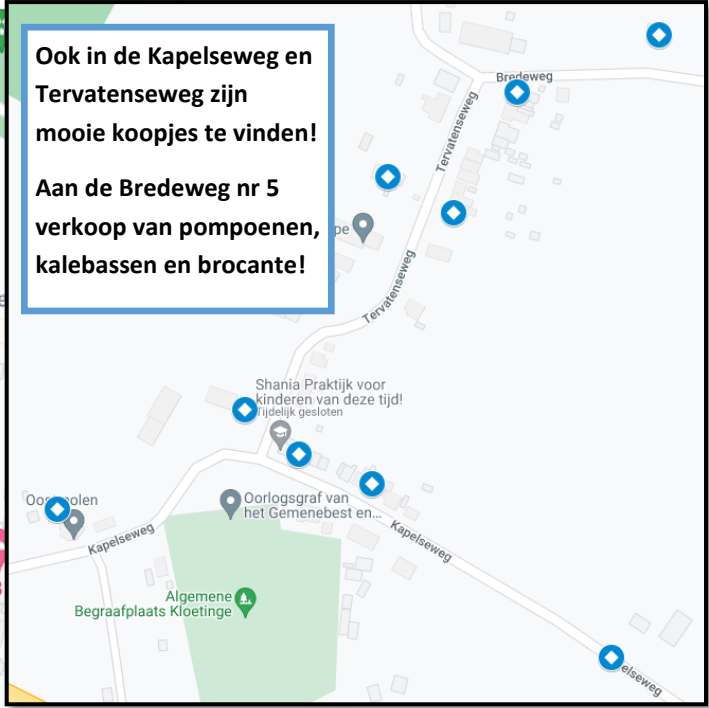 Ook in de Kapelseweg en
Tervatenseweg zijn
mooie koopjes te vinden!
Aan de Bredeweg nr 5
verkoop van pompoenen,
kalebassen en brocante!
Bredeweg
Tervatenseweg
Tervatenseweg
Shania Praktijk voor
kinderen van deze tijd!
Tijdelijk gesloten
Oorlogsgraf van
het Gemenebest en...
Kapelseweg
Kapelseweg
Algemene
Begraafplaats Kloetinge
elseweg